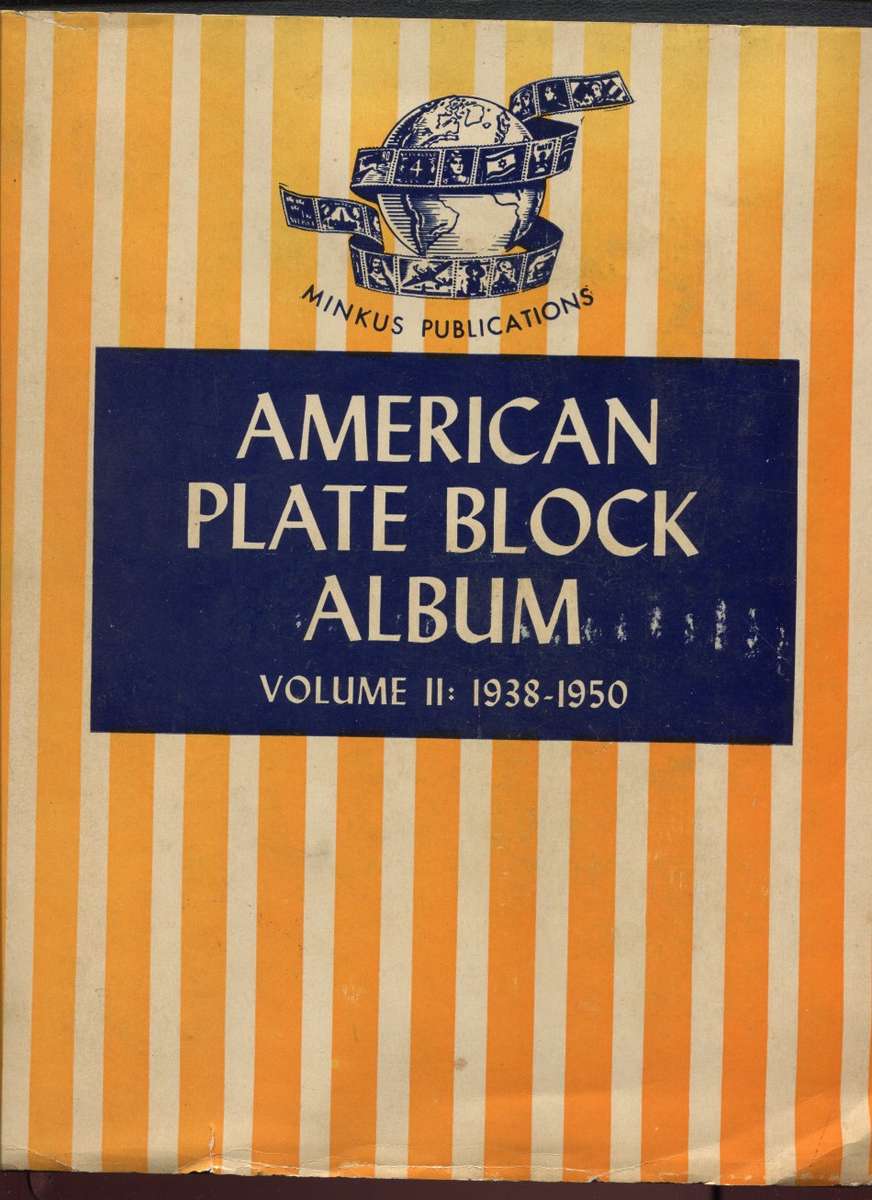 MINKUS PUBLICATIONS
AMERICAN
PLATE BLOCK
ALBUM
VOLUME II: 1938-1950